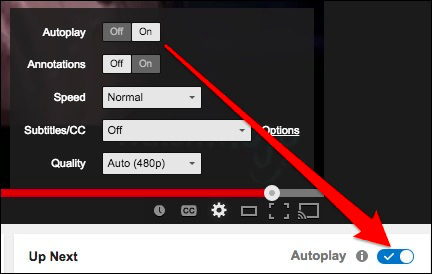 Autoplay Off On
Annotations Off On
Speed Normal
Subtitles/CC Off Options
Quality Auto (480p)
CC
Up Next Autoplay i